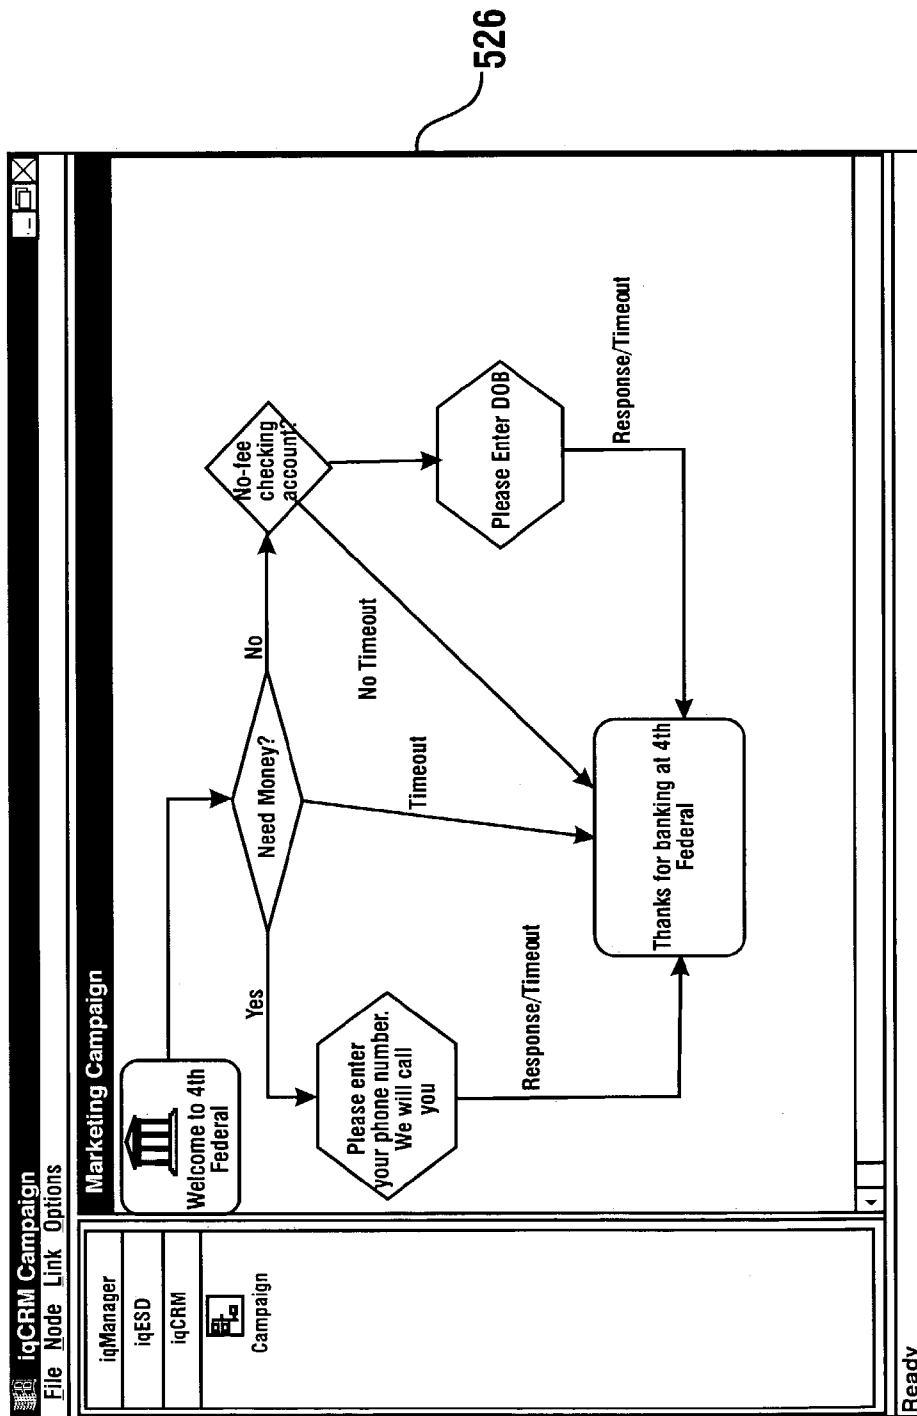 iqCRM Campaign
File Node Link Options
iqManager
iqESD
iqCRM
Campaign
Marketing Campaign
Welcome to 4th
Federal
Need Money?
Yes
No
No-fee
checking
account?
Please enter
your phone number.
We will call
you
Timeout
No Timeout
Please Enter DOB
Response/Timeout
Response/Timeout
Thanks for banking at 4th
Federal
Ready
526